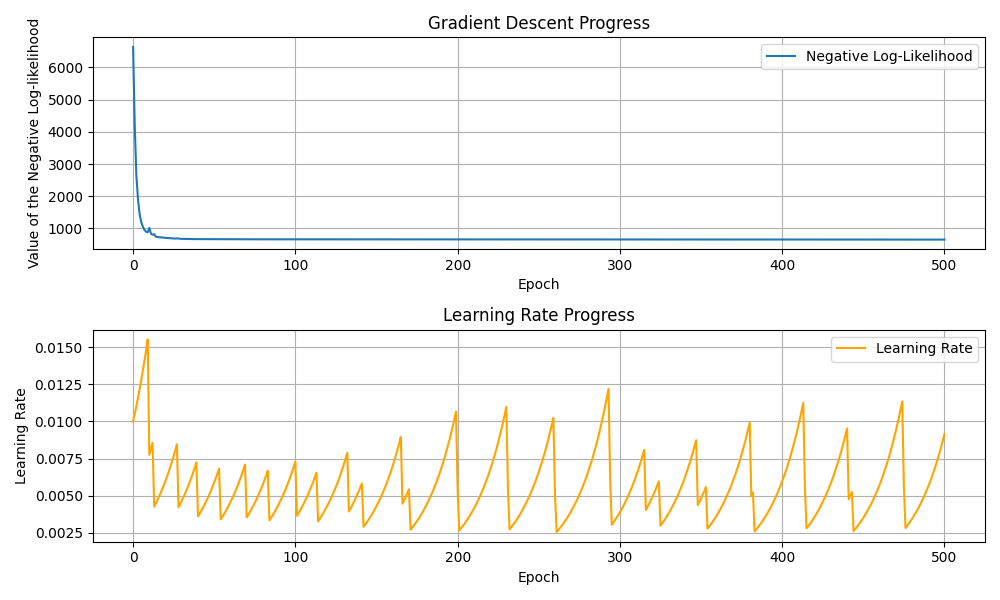 Gradient Descent Progress
Value of the Negative Log-likelihood
6000
5000
4000
3000
2000
1000
Negative Log-Likelihood
0 100 200 300 400 500
Epoch
Learning Rate Progress
Learning Rate
0.0150
0.0125
0.0100
0.0075
0.0050
0.0025
Learning Rate
0 100 200 300 400 500
Epoch